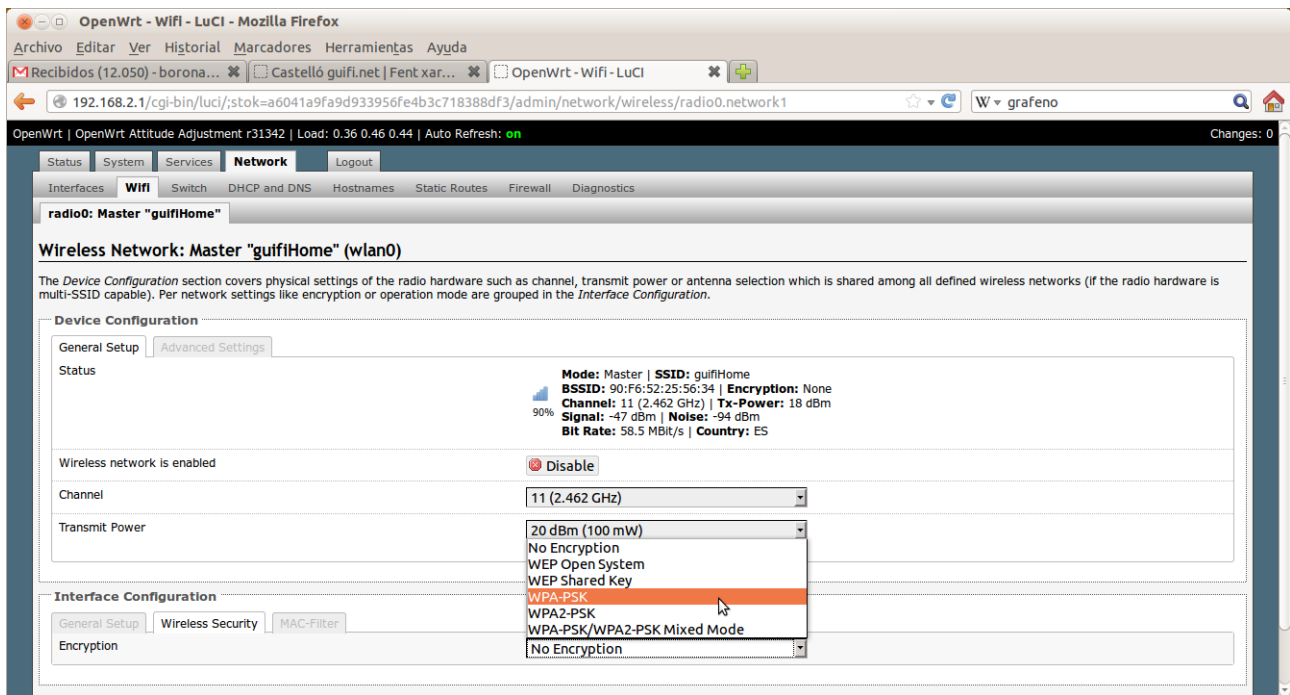 OpenWrt - Wifi - LuCI - Mozilla Firefox
Archivo Editar Ver Historial Marcadores Herramientas Ayuda
Recibidos (12.050) - borona... Castelló guifi.net | Fent xar... OpenWrt - Wifi - LuCI
192.168.2.1/cgi-bin/luci/;stok=a6041a9fa9d933956fe4b3c718388df3/admin/network/wireless/radio0.network1 W grafeno
OpenWrt | OpenWrt Attitude Adjustment r31342 | Load: 0.36 0.46 0.44 | Auto Refresh: on Changes: 0
Status System Services Network Logout
Interfaces Wifi Switch DHCP and DNS Hostnames Static Routes Firewall Diagnostics
radio0: Master "guifiHome"
Wireless Network: Master "guifiHome" (wlan0)
The Device Configuration section covers physical settings of the radio hardware such as channel, transmit power or antenna selection which is shared among all defined wireless networks (if the radio hardware is
multi-SSID capable). Per network settings like encryption or operation mode are grouped in the Interface Configuration.
Device Configuration
General Setup Advanced Settings
Status
Mode: Master | SSID: guifiHome
BSSID: 90:F6:52:25:56:34 | Encryption: None
Channel: 11 (2.462 GHz) | Tx-Power: 18 dBm
90% Signal: -47 dBm | Noise: -94 dBm
Bit Rate: 58.5 MBit/s | Country: ES
Wireless network is enabled Disable
Channel 11 (2.462 GHz)
Transmit Power 20 dBm (100 mW)
No Encryption
WEP Open System
WEP Shared Key
WPA-PSK
WPA2-PSK
WPA-PSK/WPA2-PSK Mixed Mode
Interface Configuration
General Setup Wireless Security MAC-Filter
Encryption No Encryption